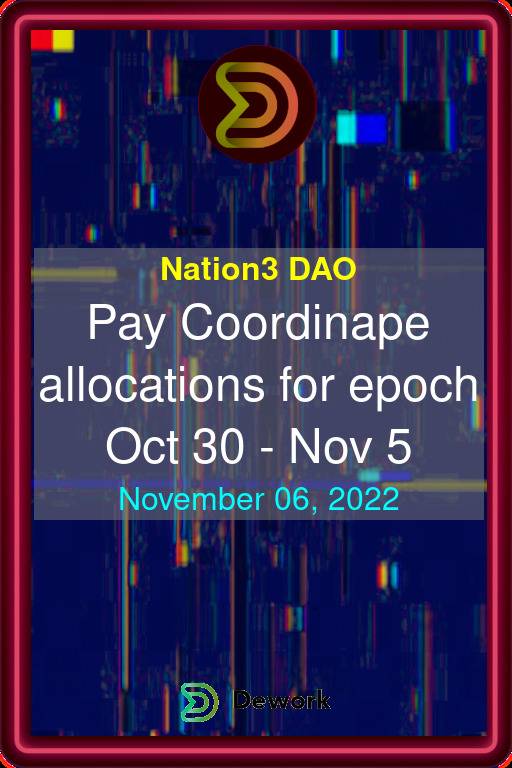 Nation3 DAO
Pay Coordinape
allocations for epoch
Oct 30 - Nov 5
November 06, 2022
Dework